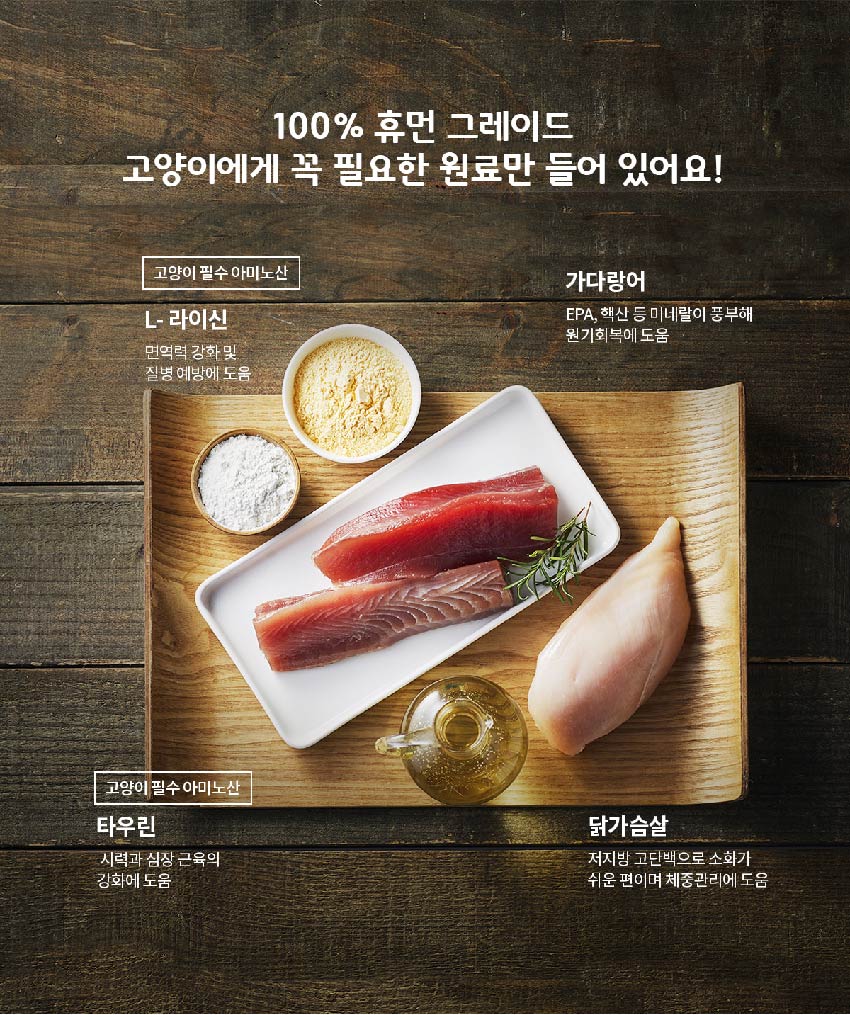 100% 휴먼 그레이드
고양이에게 꼭 필요한 원료만 들어 있어요!
고양이 필수 아미노산
L- 라이신
면역력 강화 및
질병 예방에 도움
가다랑어
EPA, 핵산 등 미네랄이 풍부해
원기회복에 도움
고양이 필수 아미노산
타우린
시력과 심장 근육의
강화에 도움
닭가슴살
저지방 고단백으로 소화가
쉬운 편이며 체중관리에 도움